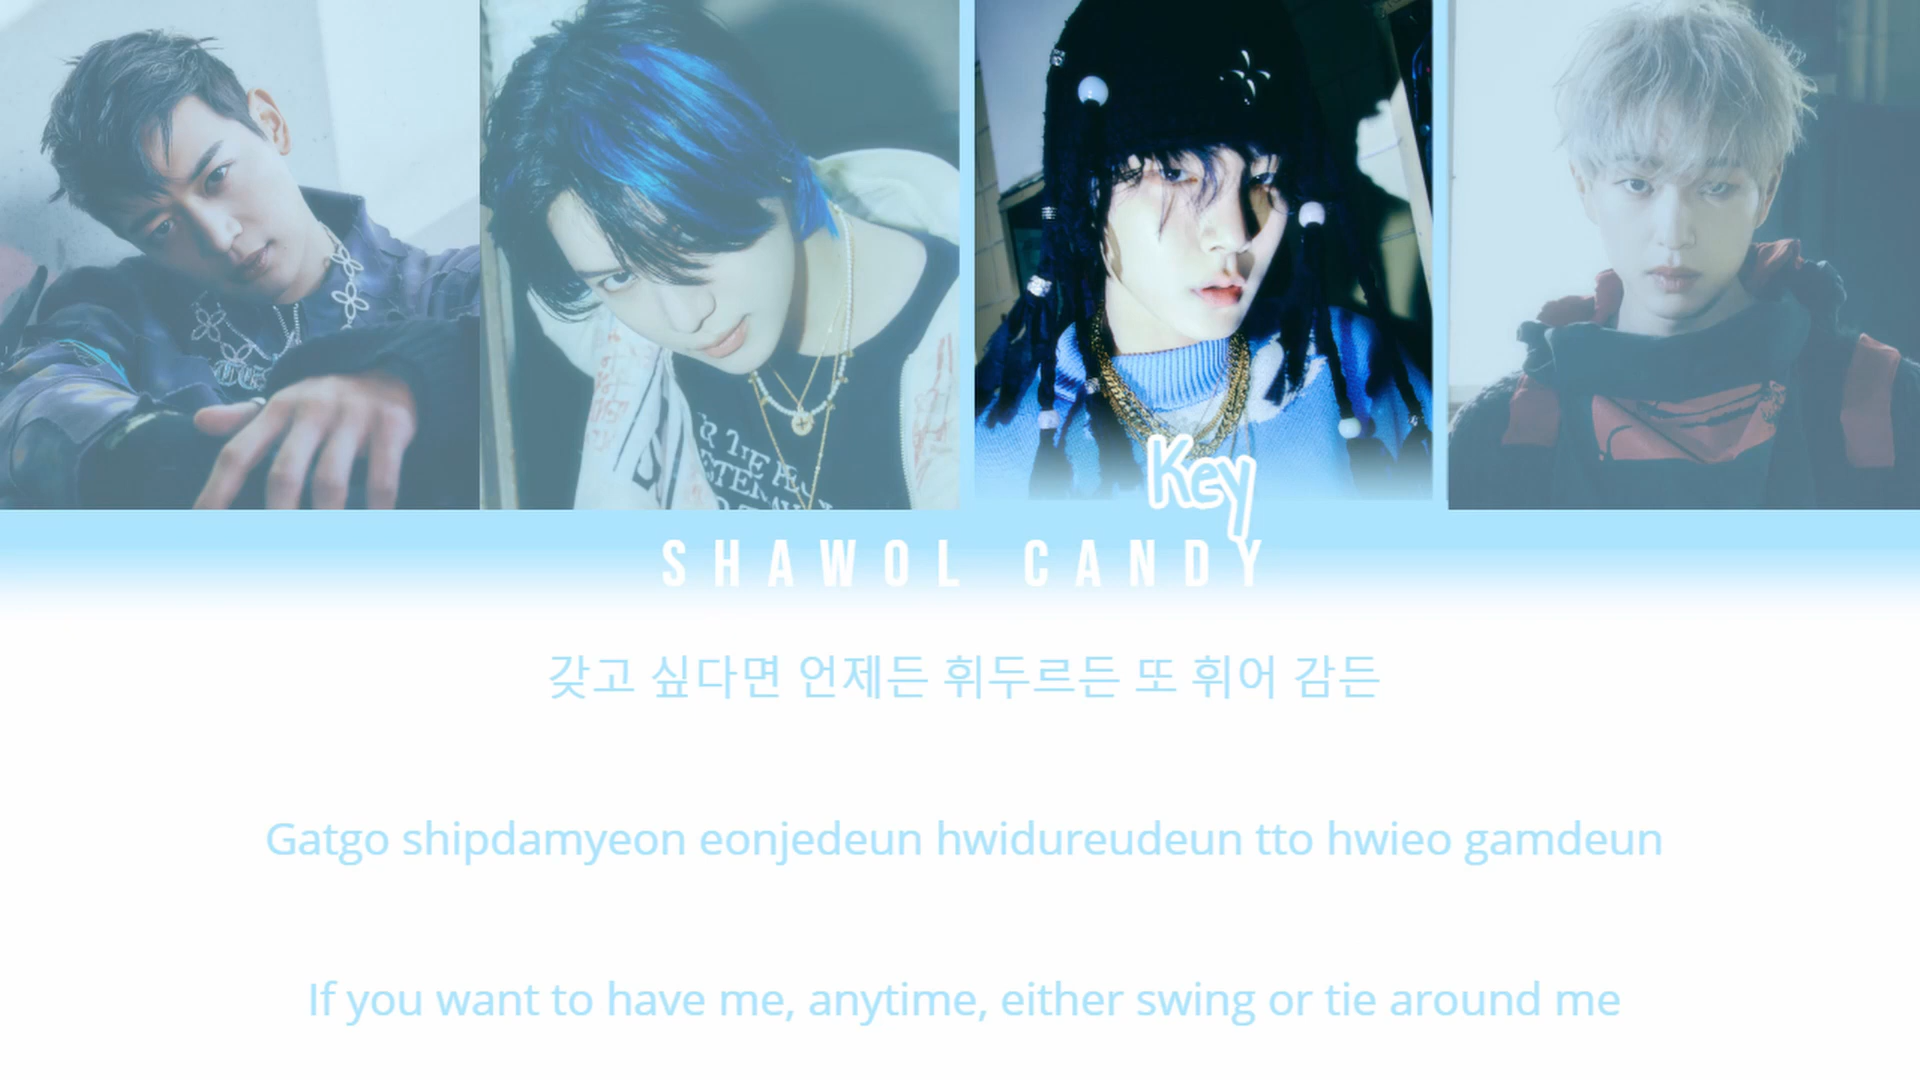 Key
SHAWOL CANDY
갖고 싶다면 언제든 휘두르든 또 휘어 감든
Gatgo shipdamyeon eonjedeun hwidureudeun tto hwieo gamdeun
If you want to have me, anytime, either swing or tie around me